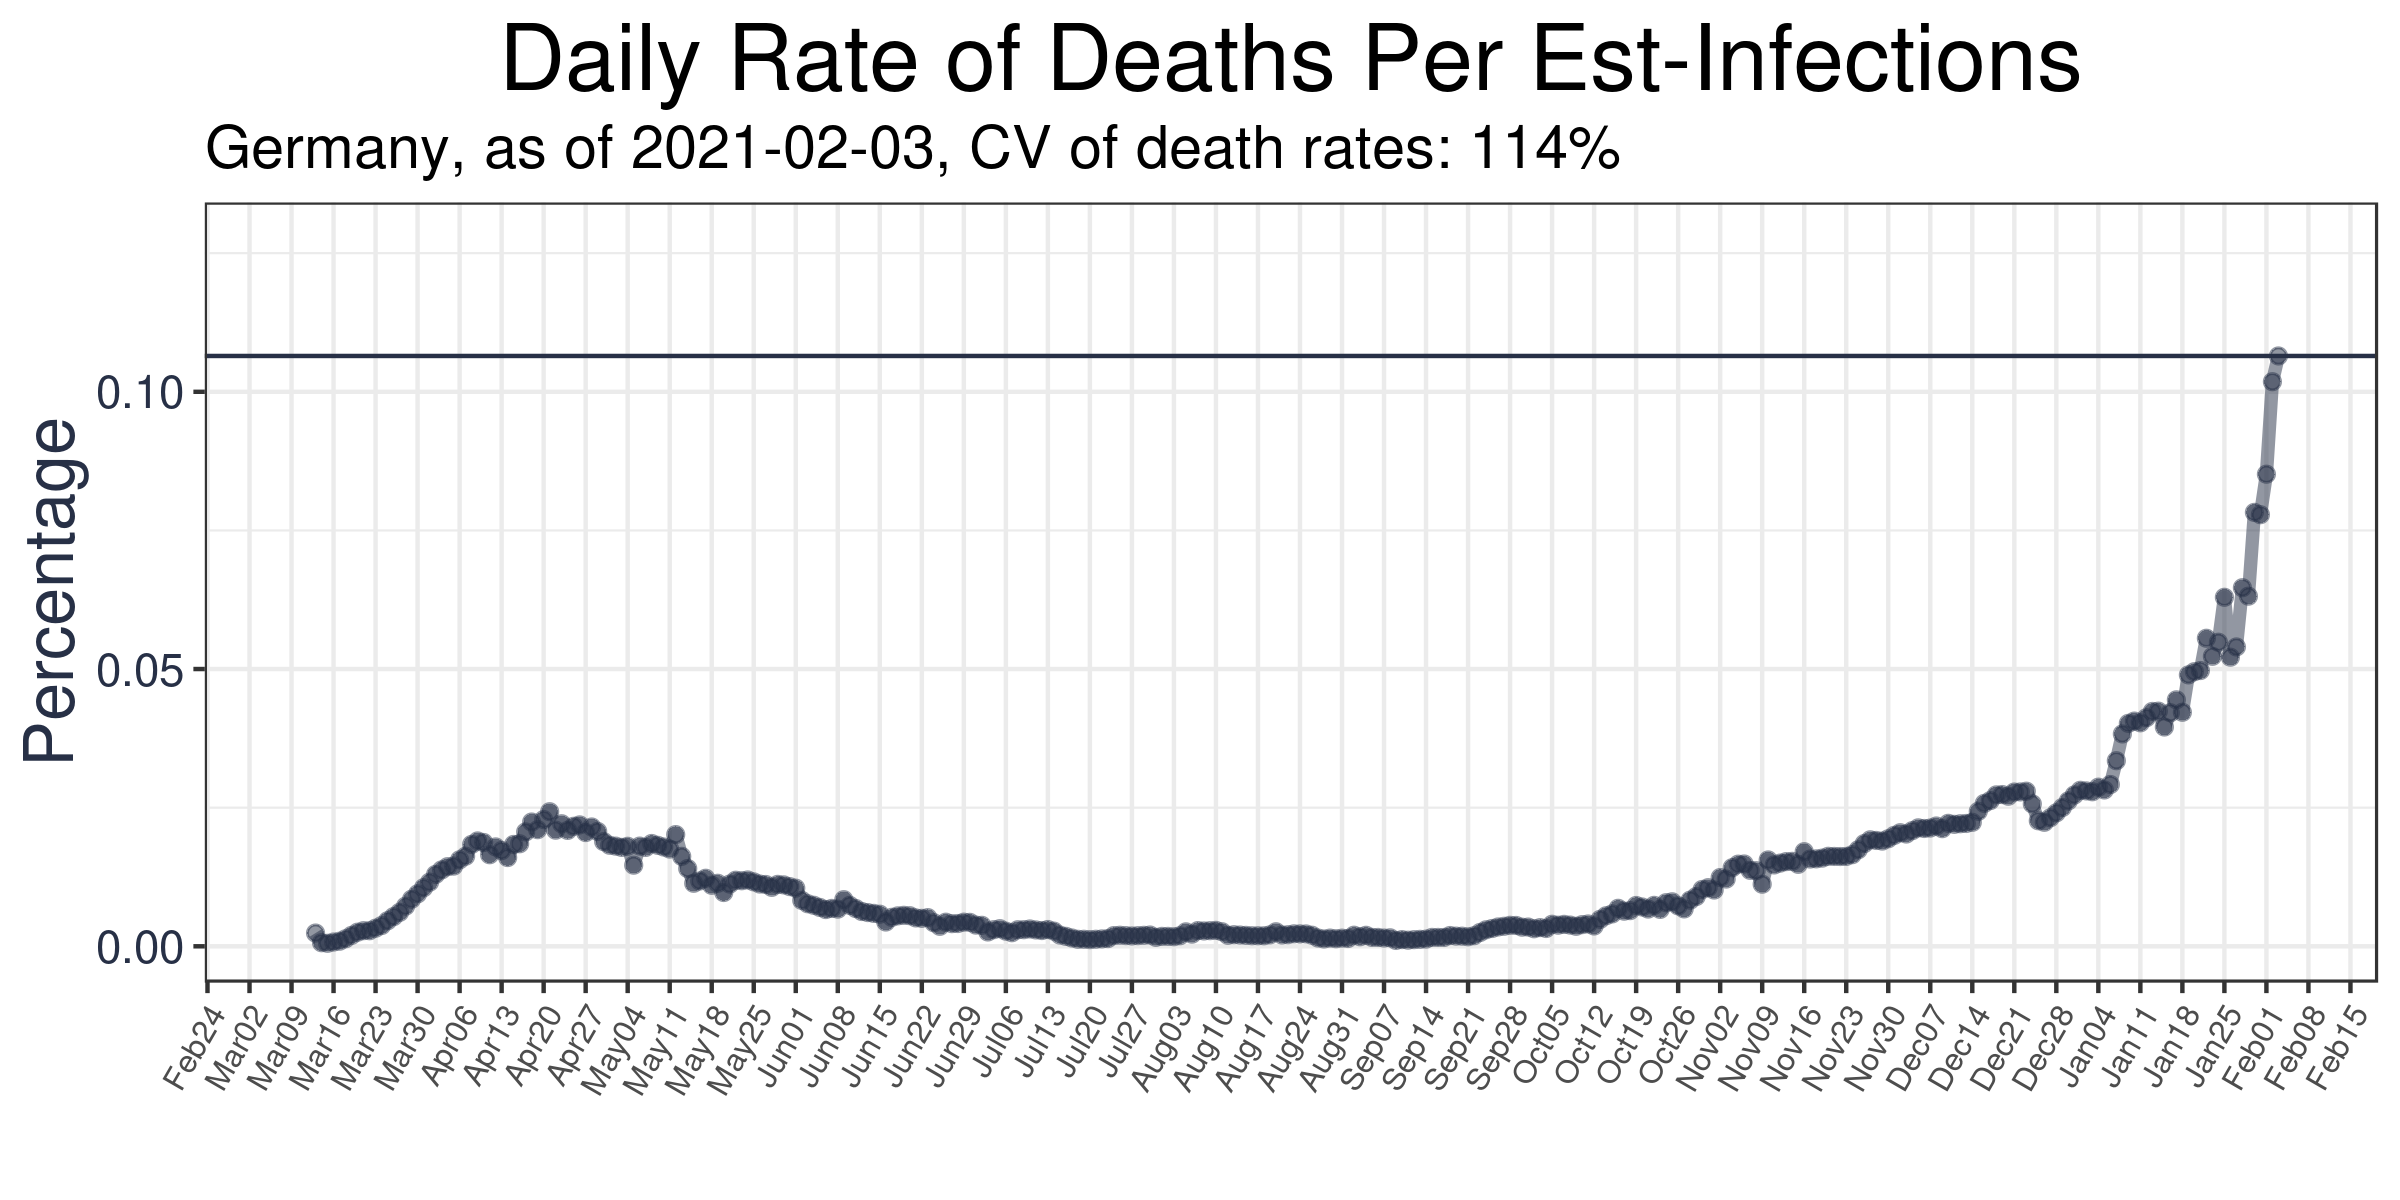 Daily Rate of Deaths Per Est-Infections
Germany, as of 2021-02-03, CV of death rates: 114%
Percentage
0.10
0.05
0.00
Feb24
Mar02
Mar09
Mar16
Mar23
Mar30
Apr06
Apr13
Apr20
Apr27
May04
May11
May18
May25
Jun01
Jun08
Jun15
Jun22
Jun29
Jul06
Jul13
Jul20
Jul27
Aug03
Aug10
Aug17
Aug24
Aug31
Sep07
Sep14
Sep21
Sep28
Oct05
Oct12
Oct19
Oct26
Nov02
Nov09
Nov16
Nov23
Nov30
Dec07
Dec14
Dec21
Dec28
Jan04
Jan11
Jan18
Jan25
Feb01
Feb08
Feb15